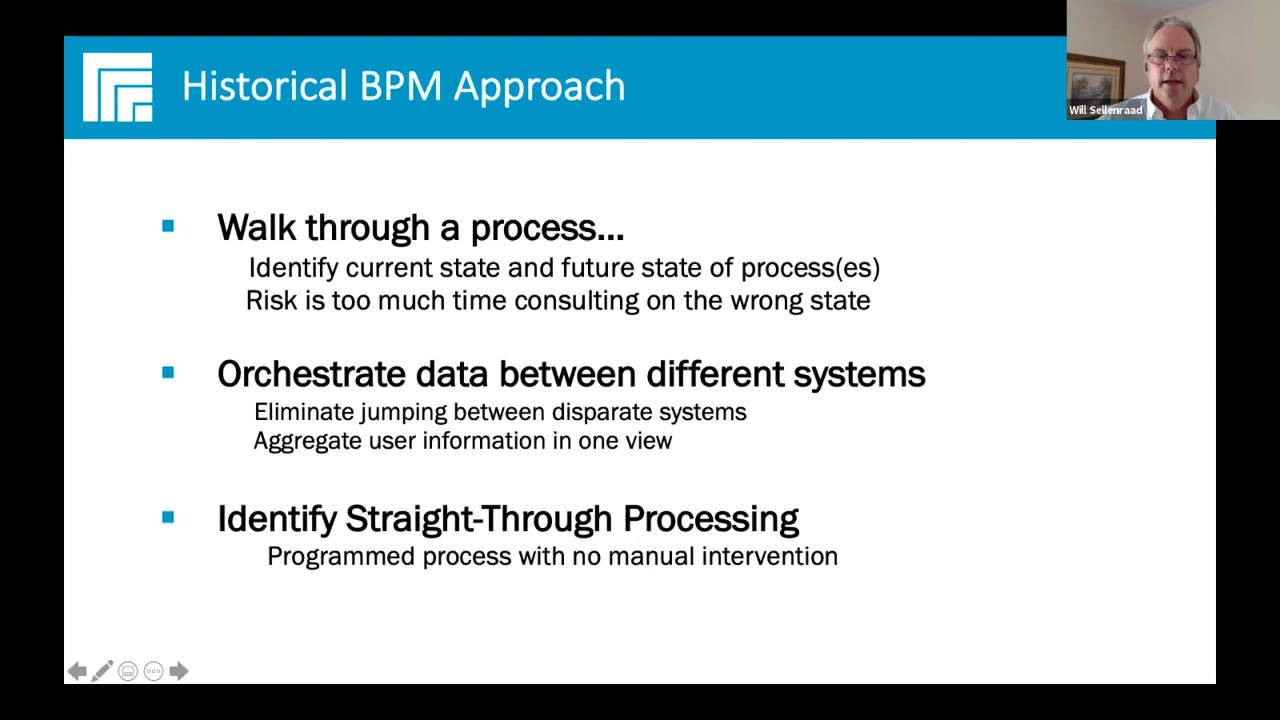 Historical BPM Approach
Will Sellenraad
Walk through a process...
Identify current state and future state of process(es)
Risk is too much time consulting on the wrong state
Orchestrate data between different systems
Eliminate jumping between disparate systems
Aggregate user information in one view
Identify Straight-Through Processing
Programmed process with no manual intervention